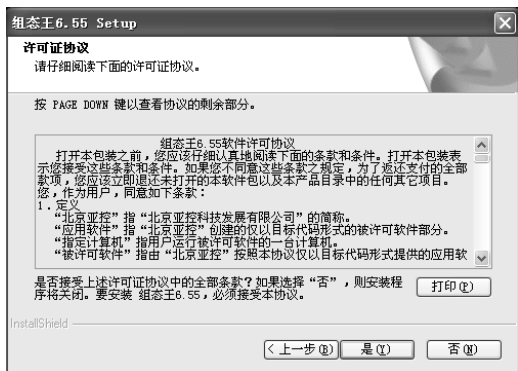 组态王6.55 Setup
许可证协议
请仔细阅读下面的许可证协议。
按 PAGE DOWN 键以查看协议的剩余部分。
组态王6.55软件许可协议
打开本包装之前，您应该仔细认真地阅读下面的条款和条件。打开本包装表
示您接受这些条款和条件。如果您不同意这些条款之规定，为了返还支付的全部
款项，您应该立即退还未打开的本软件包以及本产品目录中的任何其它项目。
您，作为用户，同意如下条款：
1．定义
“北京亚控”指“北京亚控科技发展有限公司”的简称。
“应用软件”指“北京亚控”创建的仅以目标代码形式的被许可软件部分。
“指定计算机”指用户运行被许可软件的一台计算机。
“被许可软件”指由“北京亚控”按照本协议仅以目标代码形式提供的应用软
是否接受上述许可证协议中的全部条款？如果选择“否”，则安装程
序将关闭。要安装 组态王6.55，必须接受本协议。
打印(P)
InstallShield
< 上一步(B)
是(Y)
否(N)